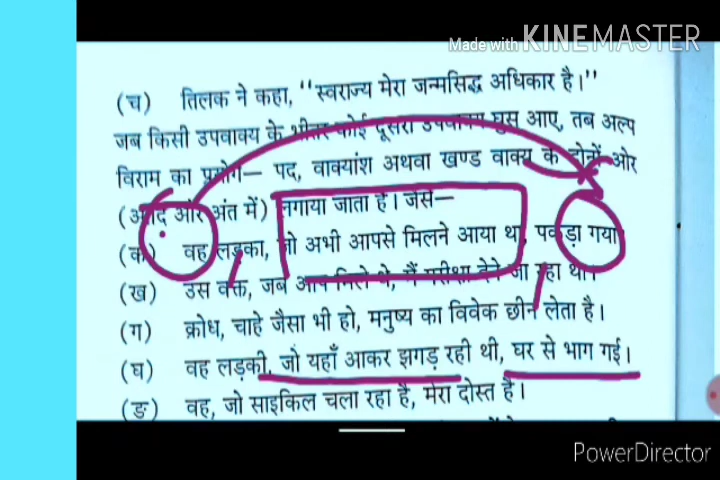 Made with KINEMASTER
(च) तिलक ने कहा, "स्वराज्य मेरा जन्मसिद्ध अधिकार है।"
जब किसी उपवाक्य के भीतर कोई दूसरा उपवाक्य घुस आए, तब अल्प
विराम का प्रयोग— पद, वाक्यांश अथवा खण्ड वाक्य के दोनों ओर
(आदि और अंत में) लगाया जाता है। जैसे—
(क) वह लड़का, जो अभी आपसे मिलने आया था, पकड़ा गया
(ख) उस वक्त, जब आप मिले थे, मैं परीक्षा देने जा रहा था।
(ग) क्रोध, चाहे जैसा भी हो, मनुष्य का विवेक छीन लेता है।
(घ) वह लड़की, जो यहाँ आकर झगड़ रही थी, घर से भाग गई।
(ङ) वह, जो साइकिल चला रहा है, मेरा दोस्त है।
PowerDirector